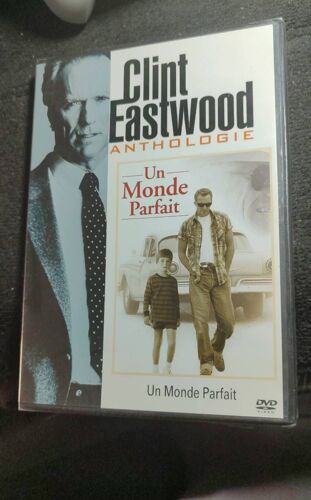 Clint
Eastwood
ANTHOLOGIE
Un
Monde
Parfait
Un Monde Parfait
DVD
VIDEO